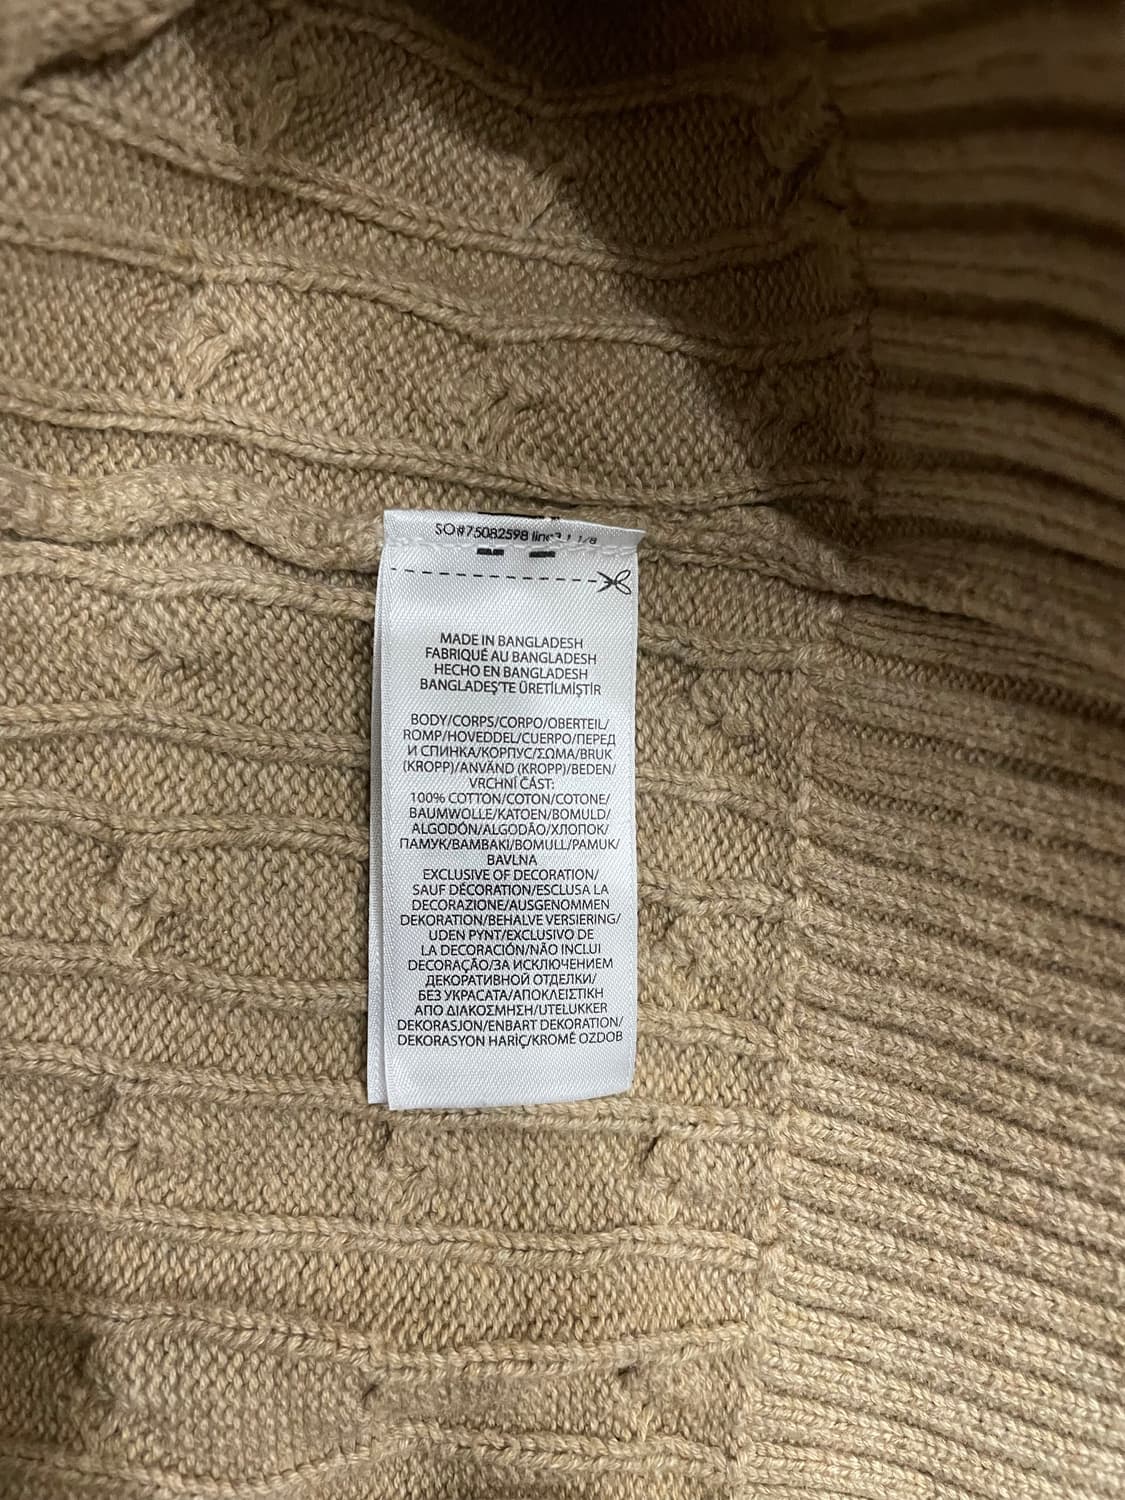 SO#75082598 line
MADE IN BANGLADESH
FABRIQUÉ AU BANGLADESH
HECHO EN BANGLADESH
BANGLADEŞ'TE ÜRETİLMİŞTİR
BODY/CORPS/CORPO/OBERTEIL/
ROMP/HOVEDDEL/CUERPO/ПЕРЕД
И СПИНКА/КОРПУС/ΣΩΜΑ/BRUK
(KROPP)/ANVÄND (KROPP)/BEDEN/
VRCHNÍ ČÁST:
100% COTTON/COTON/COTONE/
BAUMWOLLE/KATOEN/BOMULD/
ALGODÓN/ALGODÃO/ХЛОПОК/
ПАМУК/ΒΑΜΒΑΚΙ/BOMULL/PAMUK/
BAVLNA
EXCLUSIVE OF DECORATION/
SAUF DÉCORATION/ESCLUSA LA
DECORAZIONE/AUSGENOMMEN
DEKORATION/BEHALVE VERSIERING/
UDEN PYNT/EXCLUSIVO DE
LA DECORACIÓN/NÃO INCLUI
DECORAÇÃO/ЗА ИСКЛЮЧЕНИЕМ
ДЕКОРАТИВНОЙ ОТДЕЛКИ/
БЕЗ УКРАСАТА/ΑΠΟΚΛΕΙΣΤΙΚΗ
ΑΠΟ ΔΙΑΚΟΣΜΗΣΗ/UTELUKKER
DEKORASJON/ENBART DEKORATION/
DEKORASYON HARİÇ/KROMĚ OZDOB